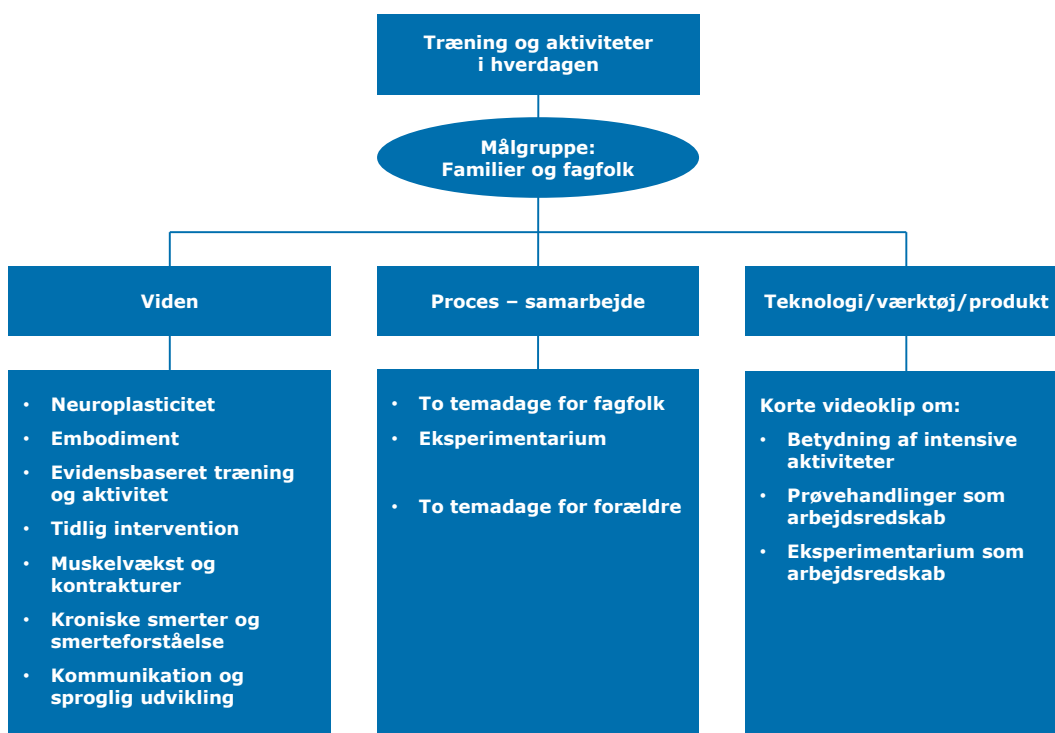 Træning og aktiviteter
i hverdagen
Målgruppe:
Familier og fagfolk
Viden
• Neuroplasticitet
• Embodiment
• Evidensbaseret træning
og aktivitet
• Tidlig intervention
• Muskelvækst og
kontrakturer
• Kroniske smerter og
smerteforståelse
• Kommunikation og
sproglig udvikling
Proces – samarbejde
• To temadage for fagfolk
• Eksperimentarium
• To temadage for forældre
Teknologi/værktøj/produkt
Korte videoklip om:
• Betydning af intensive
aktiviteter
• Prøvehandlinger som
arbejdsredskab
• Eksperimentarium som
arbejdsredskab